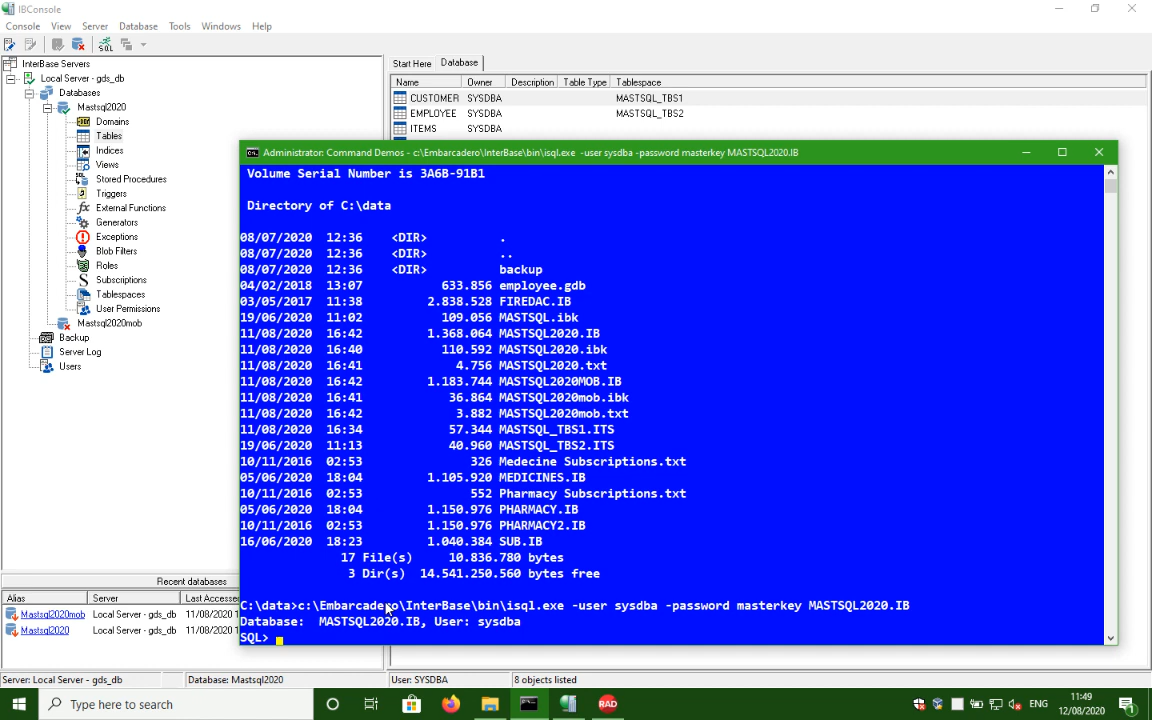 IBConsole
Console View Server Database Tools Windows Help
InterBase Servers
Local Server - gds_db
Databases
Mastsql2020
Domains
Tables
Indices
Views
Stored Procedures
Triggers
External Functions
Generators
Exceptions
Blob Filters
Roles
Subscriptions
Tablespaces
User Permissions
Mastsql2020mob
Backup
Server Log
Users
Start Here Database
Name Owner Description Table Type Tablespace
CUSTOMER SYSDBA MASTSQL_TBS1
EMPLOYEE SYSDBA MASTSQL_TBS2
ITEMS SYSDBA
Administrator: Command Demos - c:\Embarcadero\InterBase\bin\isql.exe -user sysdba -password masterkey MASTSQL2020.IB
Volume Serial Number is 3A6B-91B1
Directory of C:\data
08/07/2020 12:36 <DIR> .
08/07/2020 12:36 <DIR> ..
08/07/2020 12:36 <DIR> backup
04/02/2018 13:07 633.856 employee.gdb
03/05/2017 11:38 2.838.528 FIREDAC.IB
19/06/2020 11:02 109.056 MASTSQL.ibk
11/08/2020 16:42 1.368.064 MASTSQL2020.IB
11/08/2020 16:40 110.592 MASTSQL2020.ibk
11/08/2020 16:41 4.756 MASTSQL2020.txt
11/08/2020 16:42 1.183.744 MASTSQL2020MOB.IB
11/08/2020 16:41 36.864 MASTSQL2020mob.ibk
11/08/2020 16:42 3.882 MASTSQL2020mob.txt
11/08/2020 16:34 57.344 MASTSQL_TBS1.ITS
19/06/2020 11:13 40.960 MASTSQL_TBS2.ITS
10/11/2016 02:53 326 Medecine Subscriptions.txt
05/06/2020 18:04 1.105.920 MEDICINES.IB
10/11/2016 02:53 552 Pharmacy Subscriptions.txt
05/06/2020 18:04 1.150.976 PHARMACY.IB
10/11/2016 02:53 1.150.976 PHARMACY2.IB
16/06/2020 18:23 1.040.384 SUB.IB
17 File(s) 10.836.780 bytes
3 Dir(s) 14.541.250.560 bytes free
C:\data>c:\Embarcadero\InterBase\bin\isql.exe -user sysdba -password masterkey MASTSQL2020.IB
Database: MASTSQL2020.IB, User: sysdba
SQL>
Recent databases
Alias Server Last Accesse
Mastsql2020mob Local Server - gds_db 11/08/2020 1
Mastsql2020 Local Server - gds_db 11/08/2020 1
Server: Local Server - gds_db Database: Mastsql2020 User: SYSDBA 8 objects listed
Type here to search
RAD
ENG
11:49
12/08/2020
1